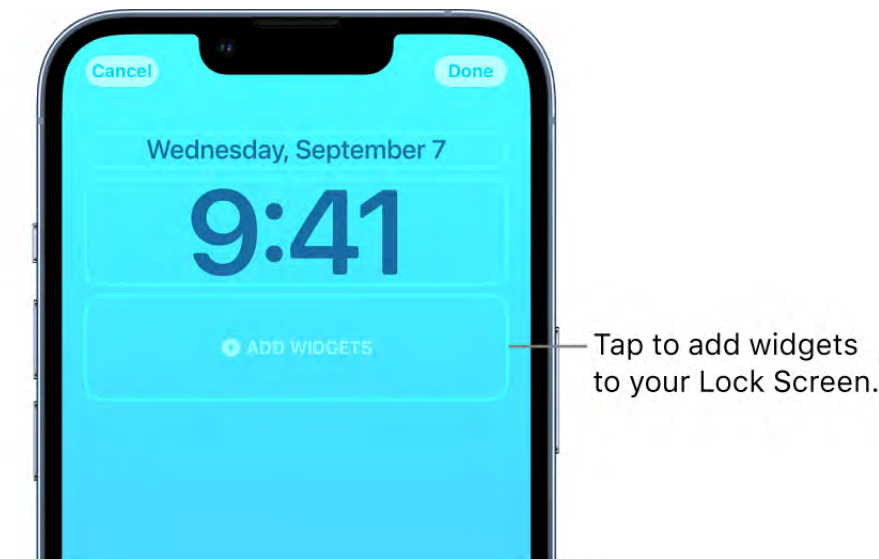 Cancel
Done
Wednesday, September 7
9:41
ADD WIDGETS
Tap to add widgets
to your Lock Screen.